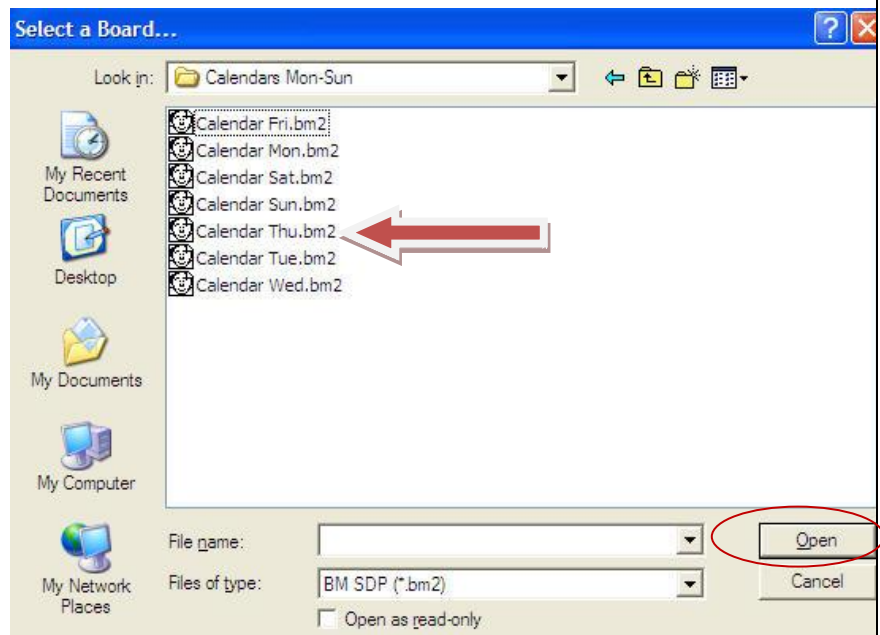 Select a Board...
Look in: Calendars Mon-Sun
Calendar Fri.bm2
Calendar Mon.bm2
Calendar Sat.bm2
Calendar Sun.bm2
Calendar Thu.bm2
Calendar Tue.bm2
Calendar Wed.bm2
My Recent
Documents
Desktop
My Documents
My Computer
My Network
Places
File name:
Open
Files of type: BM SDP (*.bm2)
Cancel
Open as read-only